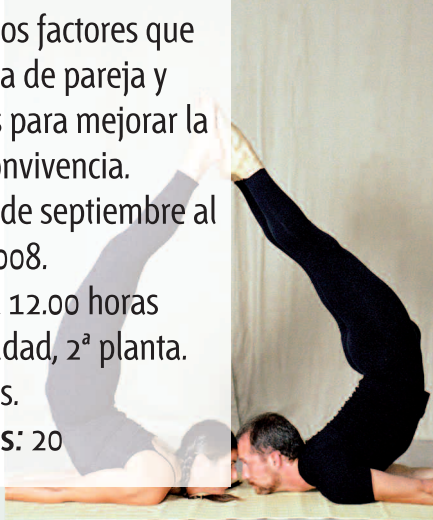 os factores que
a de pareja y
s para mejorar la
onvivencia.
de septiembre al
008.
12.00 horas
dad, 2ª planta.
s.
s: 20